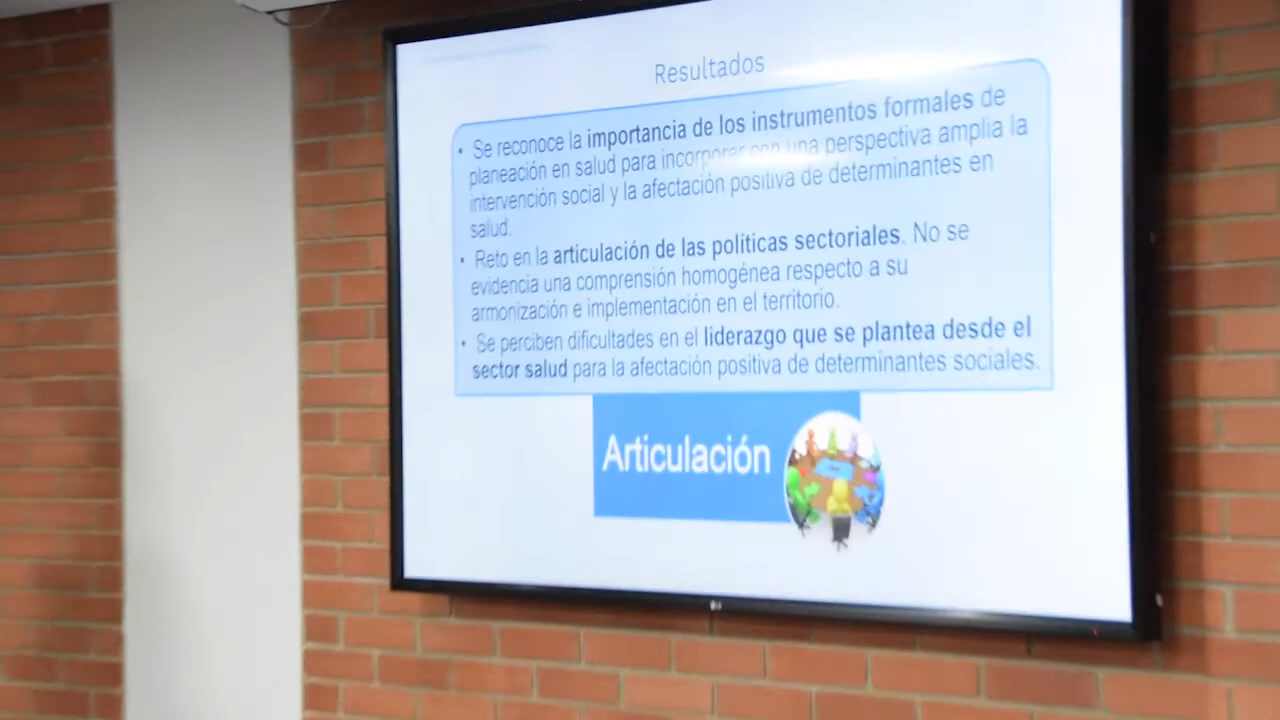 Resultados
• Se reconoce la importancia de los instrumentos formales de
planeación en salud para incorporar con una perspectiva amplia la
intervención social y la afectación positiva de determinantes en
salud.
• Reto en la articulación de las políticas sectoriales. No se
evidencia una comprensión homogénea respecto a su
armonización e implementación en el territorio.
• Se perciben dificultades en el liderazgo que se plantea desde el
sector salud para la afectación positiva de determinantes sociales.
Articulación
LG